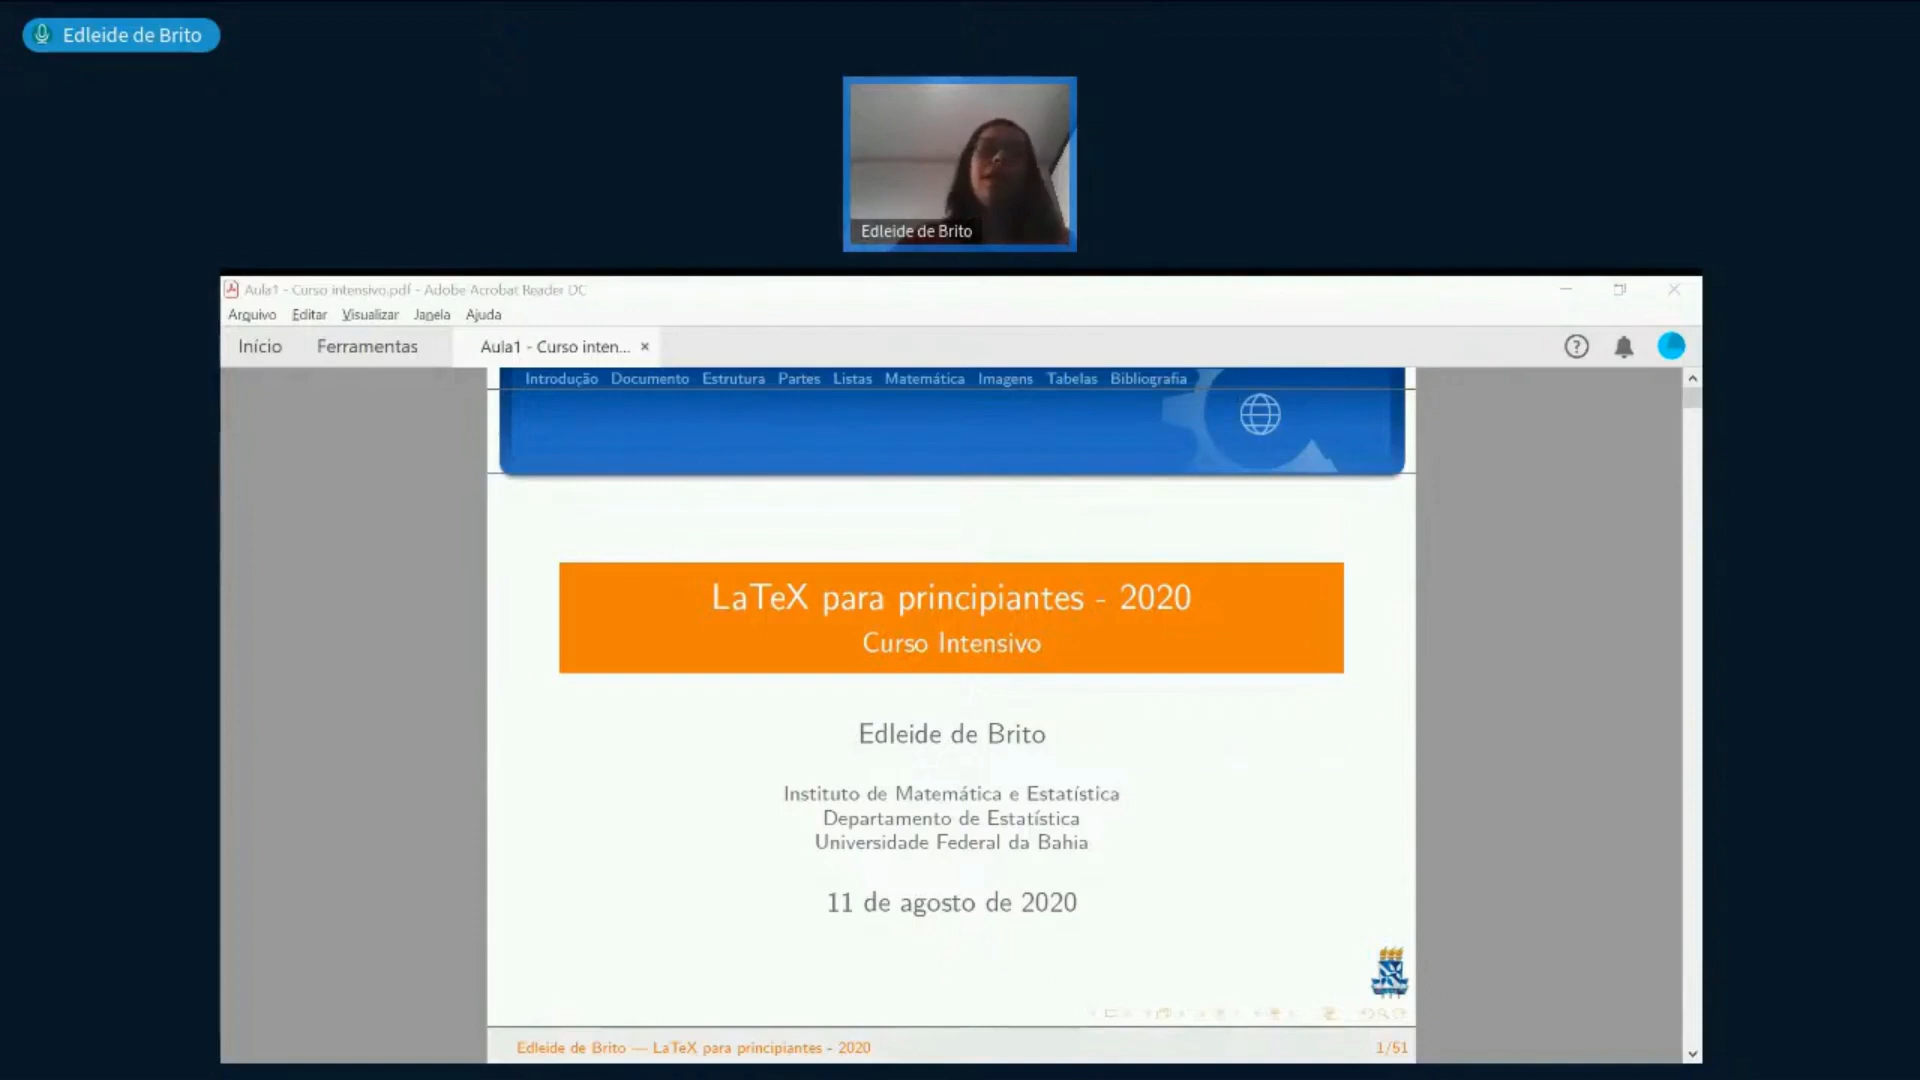 Edleide de Brito
Edleide de Brito
Aula1 - Curso intensivo.pdf - Adobe Acrobat Reader DC
Arquivo Editar Visualizar Janela Ajuda
Início Ferramentas Aula1 - Curso inten... ×
Introdução Documento Estrutura Partes Listas Matemática Imagens Tabelas Bibliografia
LaTeX para principiantes - 2020
Curso Intensivo
Edleide de Brito
Instituto de Matemática e Estatística
Departamento de Estatística
Universidade Federal da Bahia
11 de agosto de 2020
Edleide de Brito — LaTeX para principiantes - 2020 1/51